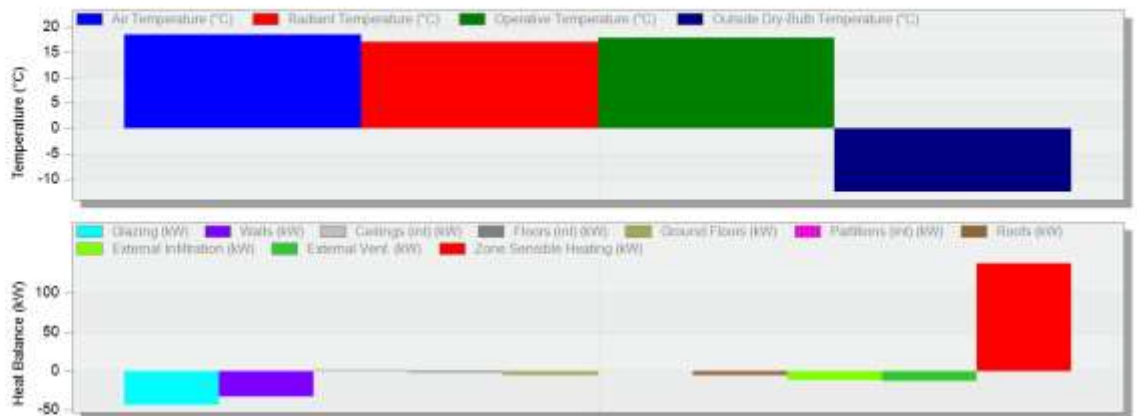 Air Temperature (°C) Radiant Temperature (°C) Operative Temperature (°C) Outside Dry-Bulb Temperature (°C)
20
15
10
5
0
-5
-10
Temperature (°C)
Glazing (kW) Walls (kW) Ceilings (int) (kW) Floors (int) (kW) Ground Floors (kW) Partitions (int) (kW) Roofs (kW)
External Infiltration (kW) External Vent. (kW) Zone Sensible Heating (kW)
100
50
0
-50
Heat Balance (kW)